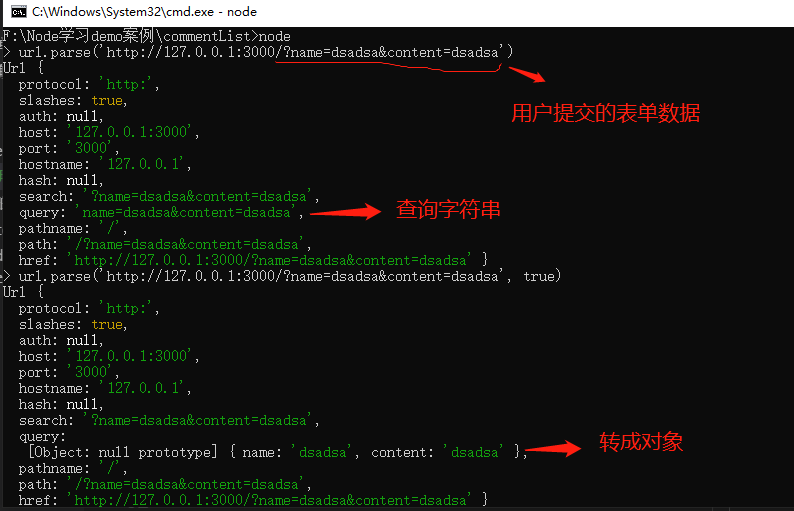 C:\Windows\System32\cmd.exe - node
F:\Node学习demo案例\commentList>node
> url.parse('http://127.0.0.1:3000/?name=dsadsa&content=dsadsa')
Url {
protocol: 'http:',
slashes: true,
用户提交的表单数据
auth: null,
host: '127.0.0.1:3000',
port: '3000',
hostname: '127.0.0.1',
hash: null,
search: '?name=dsadsa&content=dsadsa',
query: 'name=dsadsa&content=dsadsa',
查询字符串
pathname: '/',
path: '/?name=dsadsa&content=dsadsa',
href: 'http://127.0.0.1:3000/?name=dsadsa&content=dsadsa' }
> url.parse('http://127.0.0.1:3000/?name=dsadsa&content=dsadsa', true)
Url {
protocol: 'http:',
slashes: true,
auth: null,
host: '127.0.0.1:3000',
port: '3000',
hostname: '127.0.0.1',
hash: null,
search: '?name=dsadsa&content=dsadsa',
query:
[Object: null prototype] { name: 'dsadsa', content: 'dsadsa' },
转成对象
pathname: '/',
path: '/?name=dsadsa&content=dsadsa',
href: 'http://127.0.0.1:3000/?name=dsadsa&content=dsadsa' }